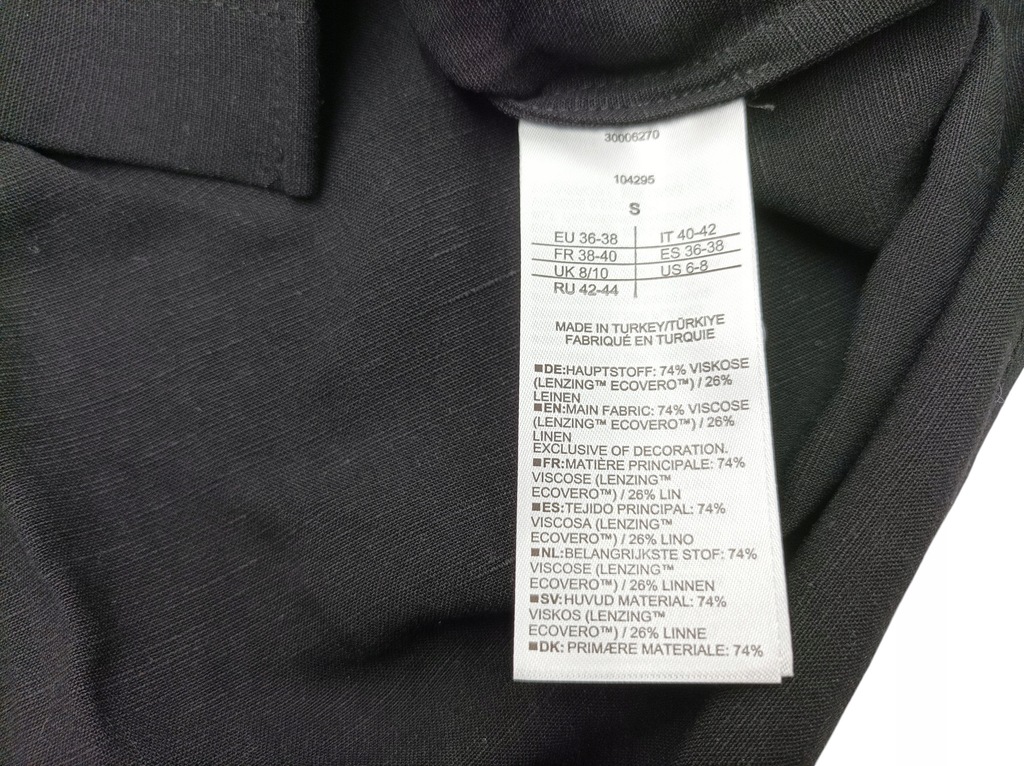 30006270
104295
S
EU 36-38 IT 40-42
FR 38-40 ES 36-38
UK 8/10 US 6-8
RU 42-44
MADE IN TURKEY/TÜRKIYE
FABRIQUÉ EN TURQUIE
■DE:HAUPTSTOFF: 74% VISKOSE
(LENZING™ ECOVERO™) / 26%
LEINEN
■EN:MAIN FABRIC: 74% VISCOSE
(LENZING™ ECOVERO™) / 26%
LINEN
EXCLUSIVE OF DECORATION.
■FR:MATIÈRE PRINCIPALE: 74%
VISCOSE (LENZING™
ECOVERO™) / 26% LIN
■ES:TEJIDO PRINCIPAL: 74%
VISCOSA (LENZING™
ECOVERO™) / 26% LINO
■NL:BELANGRIJKSTE STOF: 74%
VISCOSE (LENZING™
ECOVERO™) / 26% LINNEN
■SV:HUVUD MATERIAL: 74%
VISKOS (LENZING™
ECOVERO™) / 26% LINNE
■DK: PRIMÆRE MATERIALE: 74%